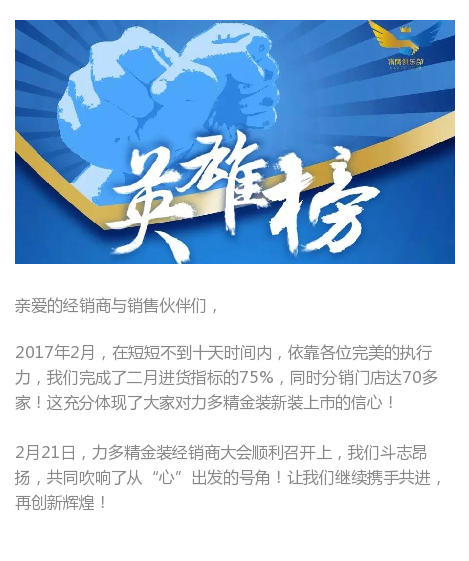 雄鹰俱乐部
英雄榜
亲爱的经销商与销售伙伴们，
2017年2月，在短短不到十天时间内，依靠各位完美的执行
力，我们完成了二月进货指标的75%，同时分销门店达70多
家！这充分体现了大家对力多精金装新装上市的信心！
2月21日，力多精金装经销商大会顺利召开上，我们斗志昂
扬，共同吹响了从“心”出发的号角！让我们继续携手共进，
再创新辉煌！